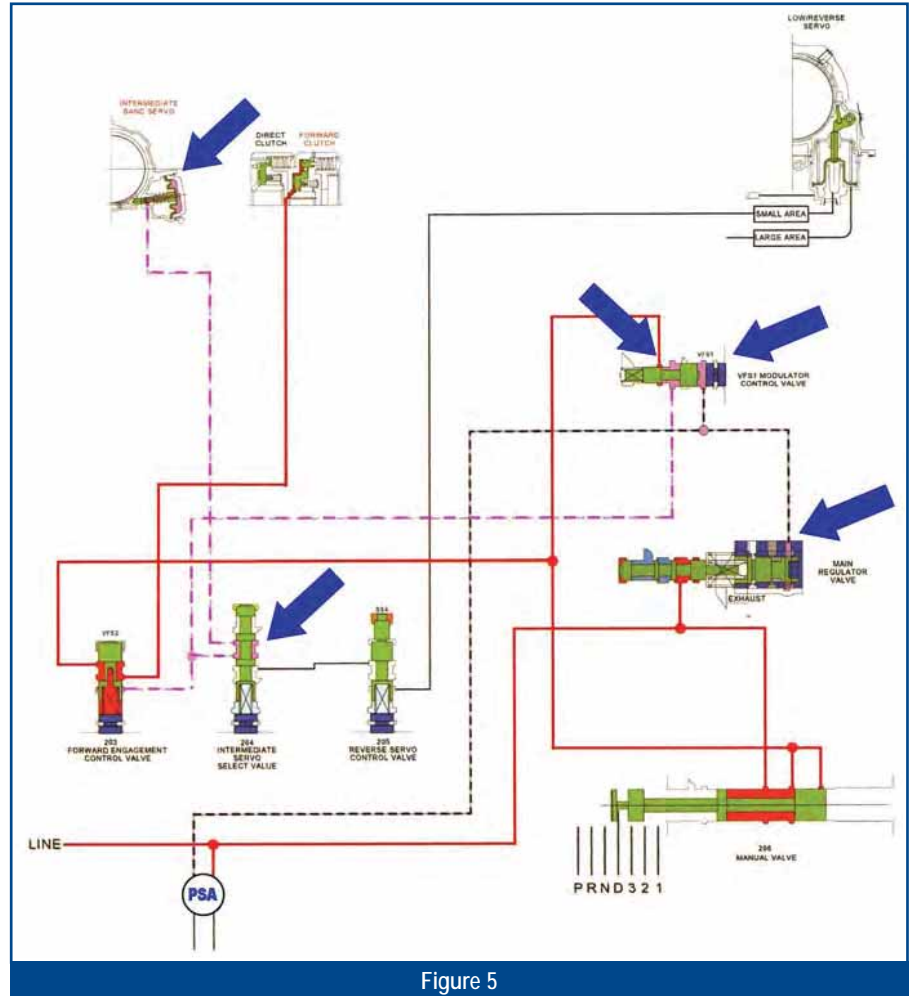 LOW/REVERSE
SERVO
INTERMEDIATE
BAND SERVO
DIRECT
CLUTCH
FORWARD
CLUTCH
SMALL AREA
LARGE AREA
VFS1
VFS1 MODULATOR
CONTROL VALVE
MAIN
REGULATOR
VALVE
EXHAUST
VFS2
SS4
203
FORWARD ENGAGEMENT
CONTROL VALVE
204
INTERMEDIATE
SERVO
SELECT VALUE
205
REVERSE SERVO
CONTROL VALVE
LINE
PSA
206
MANUAL VALVE
P R N D 3 2 1
Figure 5